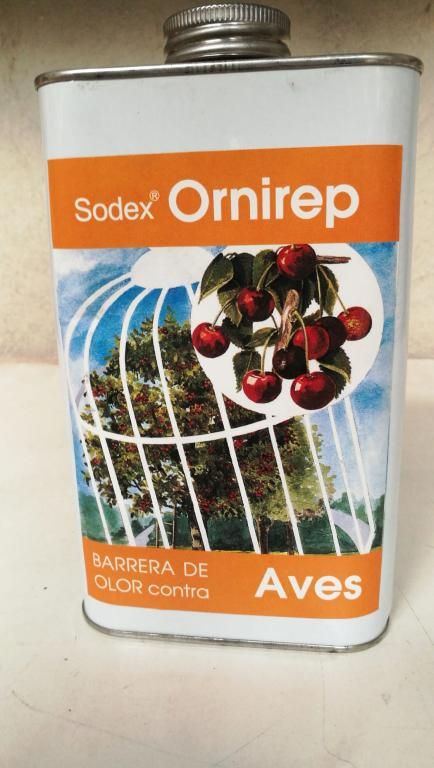 Sodex® Ornirep
BARRERA DE
OLOR contra
Aves